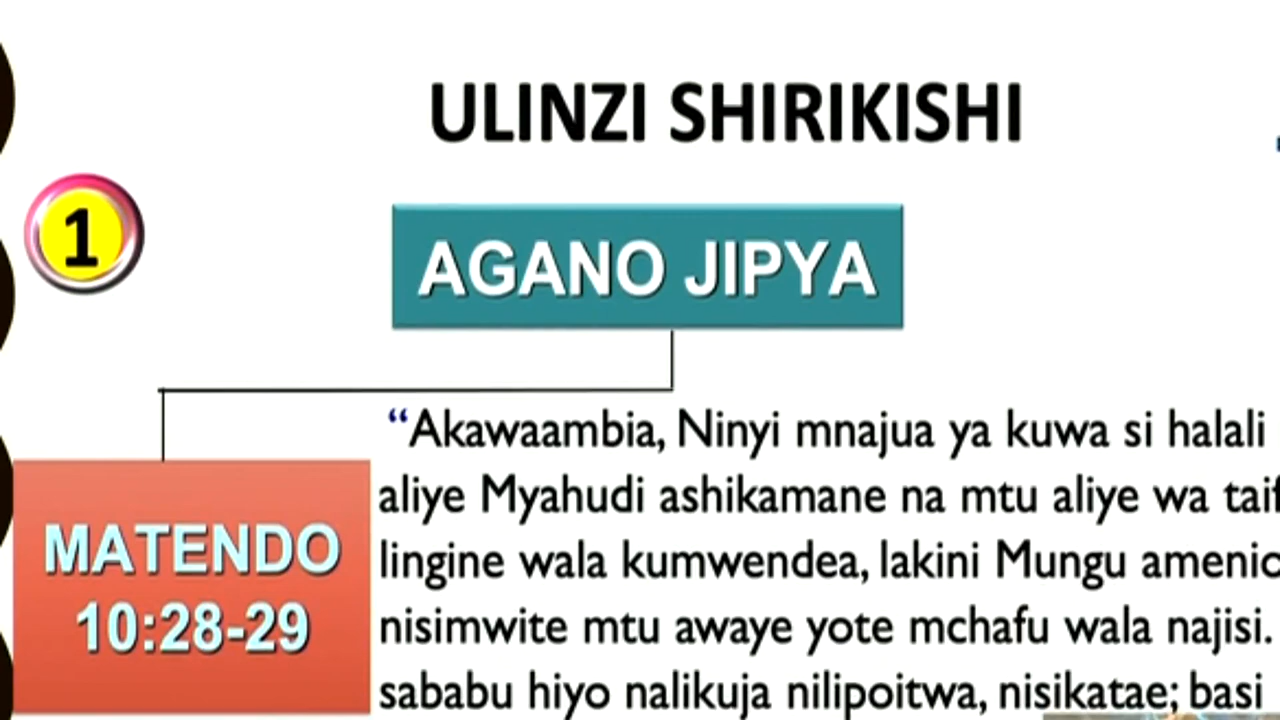 ULINZI SHIRIKISHI
1
AGANO JIPYA
“Akawaambia, Ninyi mnajua ya kuwa si halali
aliye Myahudi ashikamane na mtu aliye wa taif
lingine wala kumwendea, lakini Mungu amenio
nisimwite mtu awaye yote mchafu wala najisi.
sababu hiyo nalikuja nilipoitwa, nisikatae; basi
MATENDO
10:28-29